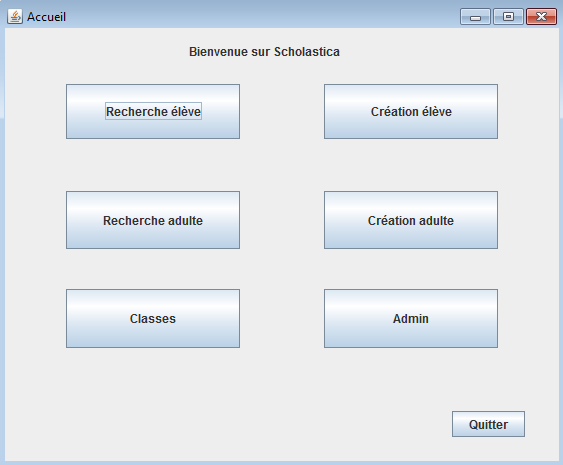 Accueil
Bienvenue sur Scholastica
Recherche élève
Création élève
Recherche adulte
Création adulte
Classes
Admin
Quitter